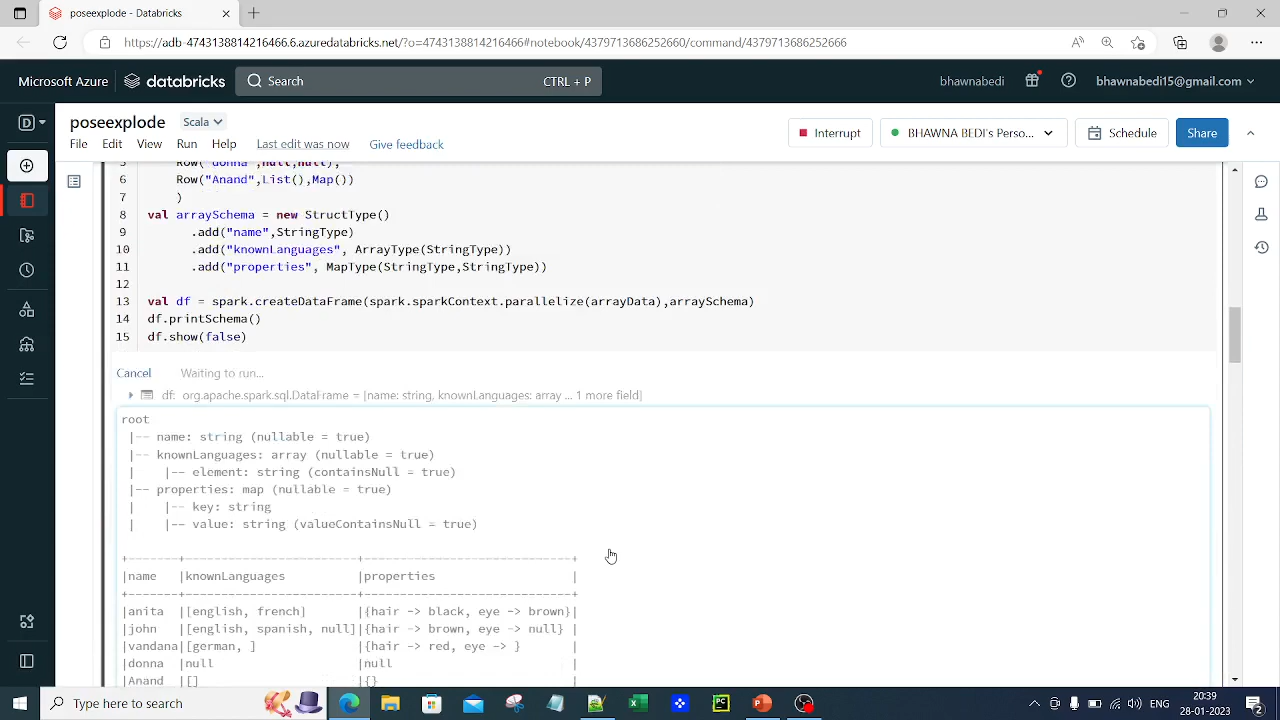 poseexplode - Databricks
https://adb-4743138814216466.6.azuredatabricks.net/?o=4743138814216466#notebook/4379713686252660/command/4379713686252666
Microsoft Azure
databricks
Search
CTRL + P
bhawnabedi
bhawnabedi15@gmail.com
D
poseexplode
Scala
File Edit View Run Help
Last edit was now
Give feedback
Interrupt
BHAWNA BEDI's Perso...
Schedule
Share
5 Row("donna",null,null),
6 Row("Anand",List(),Map())
7 )
8 val arraySchema = new StructType()
9 .add("name",StringType)
10 .add("knownLanguages", ArrayType(StringType))
11 .add("properties", MapType(StringType,StringType))
12
13 val df = spark.createDataFrame(spark.sparkContext.parallelize(arrayData),arraySchema)
14 df.printSchema()
15 df.show(false)
Cancel Waiting to run...
df: org.apache.spark.sql.DataFrame = [name: string, knownLanguages: array ... 1 more field]
root
|-- name: string (nullable = true)
|-- knownLanguages: array (nullable = true)
| |-- element: string (containsNull = true)
|-- properties: map (nullable = true)
| |-- key: string
| |-- value: string (valueContainsNull = true)
+-------+-------------------------+-----------------------------+
|name |knownLanguages |properties |
+-------+-------------------------+-----------------------------+
|anita |[english, french] |{hair -> black, eye -> brown}|
|john |[english, spanish, null]|{hair -> brown, eye -> null} |
|vandana|[german, ] |{hair -> red, eye -> } |
|donna |null |null |
|Anand |[] |{} |
Type here to search
PC
20:39
28-01-2023